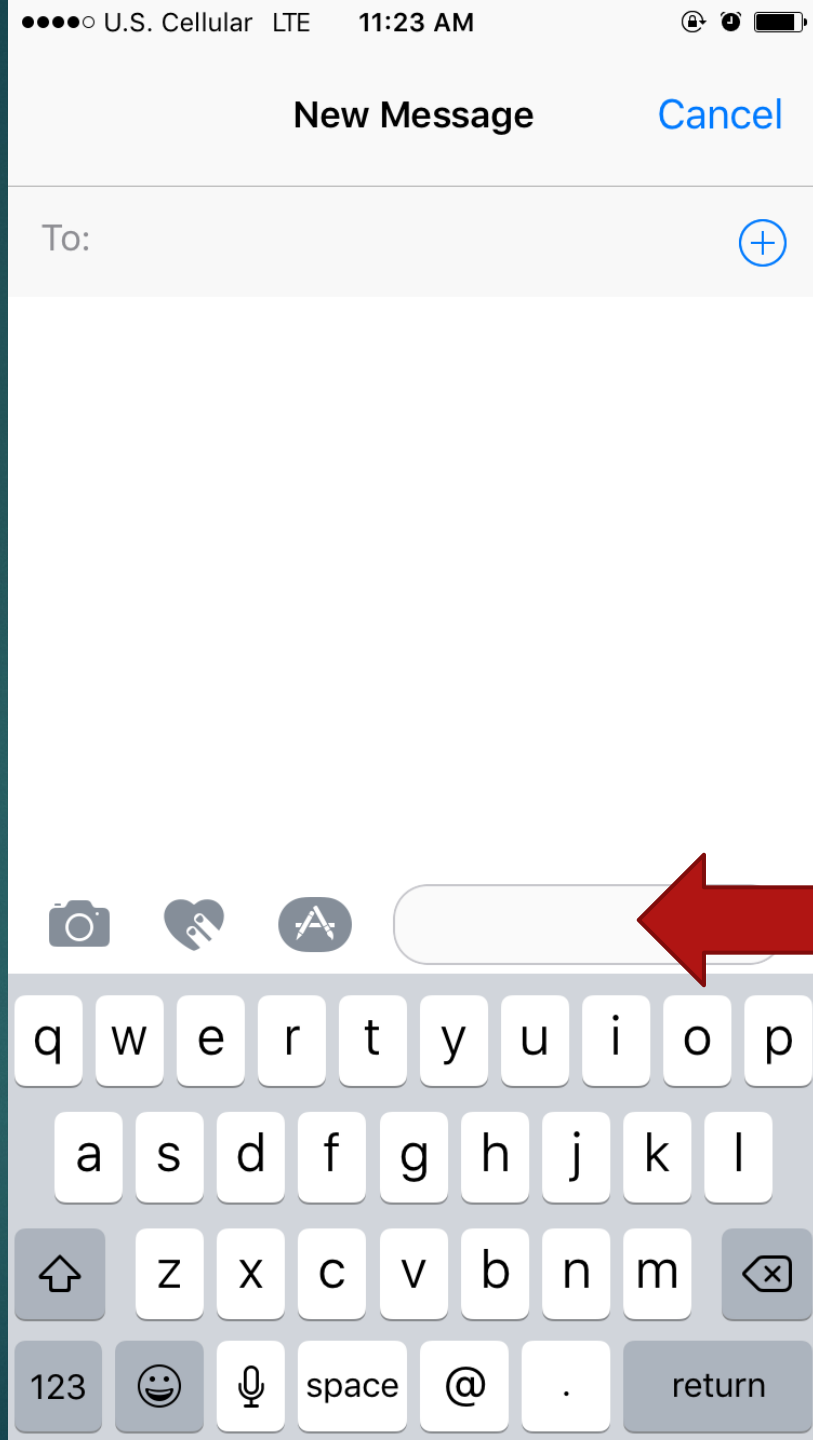 U.S. Cellular LTE 11:23 AM
New Message Cancel
To:
q w e r t y u i o p
a s d f g h j k l
z x c v b n m
123 space @ . return